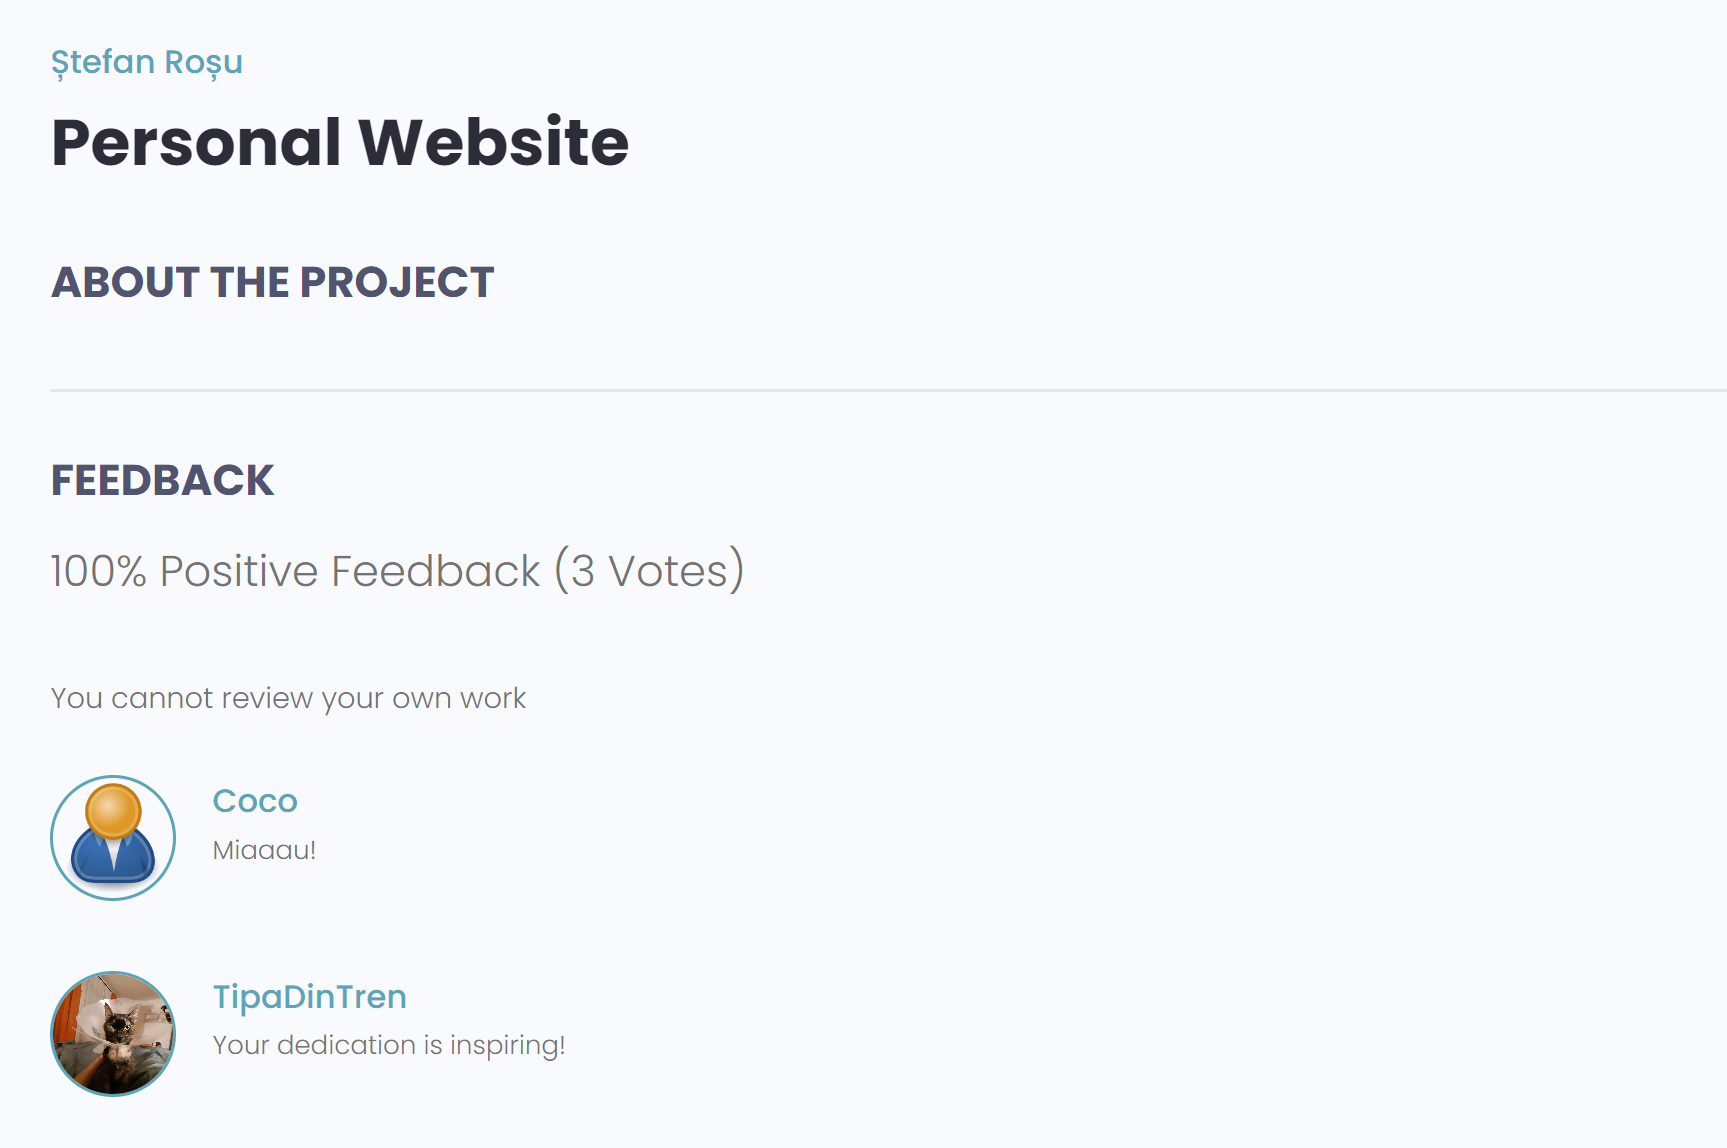 Ștefan Roșu
Personal Website
ABOUT THE PROJECT
FEEDBACK
100% Positive Feedback (3 Votes)
You cannot review your own work
Coco
Miaaau!
TipaDinTren
Your dedication is inspiring!